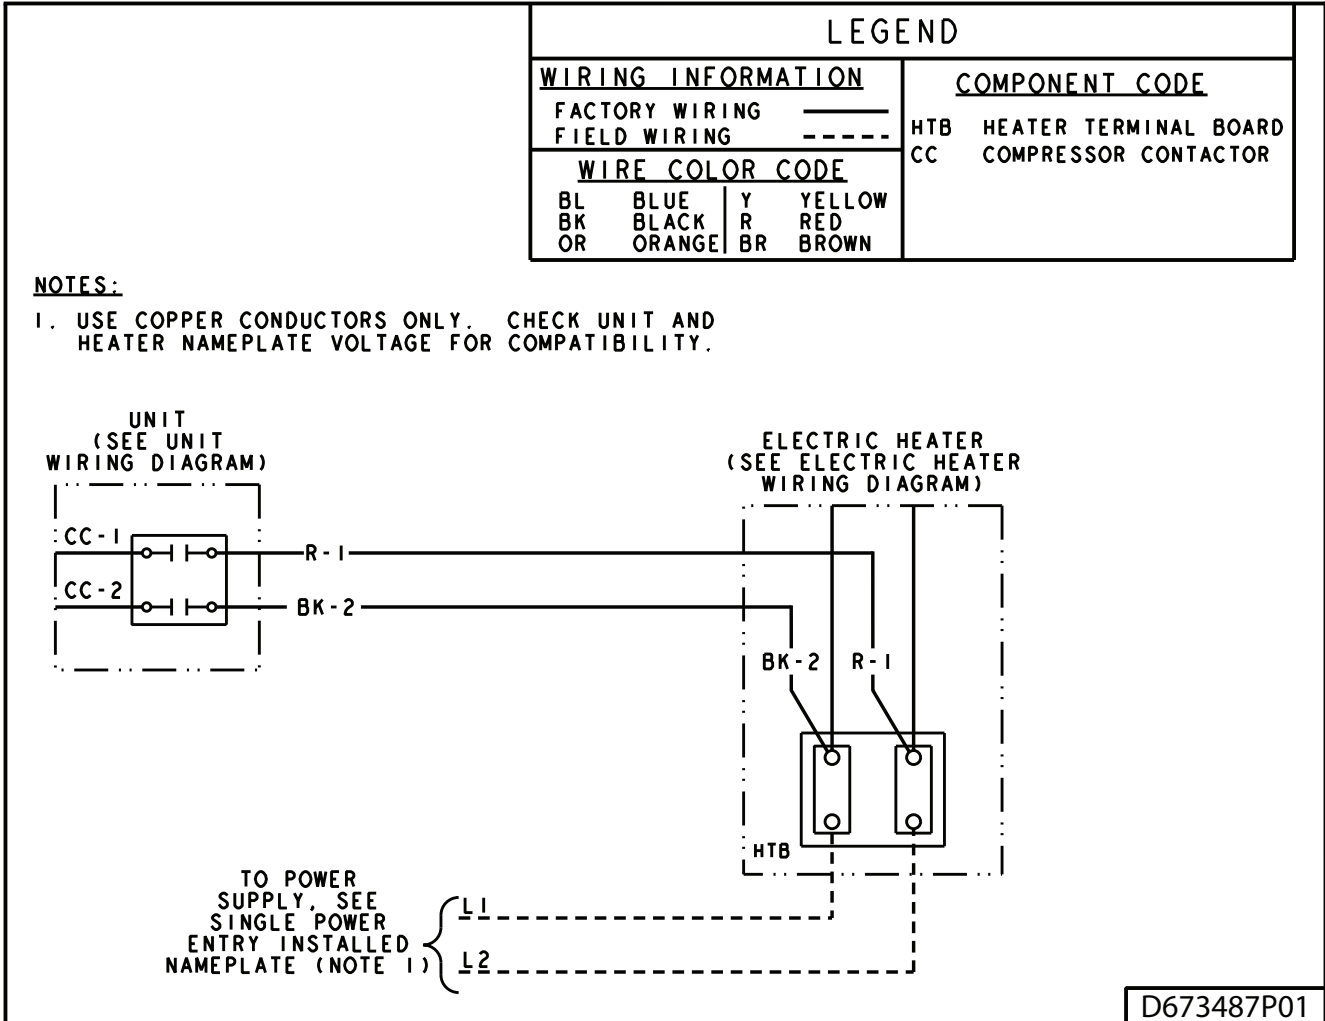 LEGEND
WIRING INFORMATION
FACTORY WIRING
FIELD WIRING
WIRE COLOR CODE
BL BLUE Y YELLOW
BK BLACK R RED
OR ORANGE BR BROWN
COMPONENT CODE
HTB HEATER TERMINAL BOARD
CC COMPRESSOR CONTACTOR
NOTES:
1. USE COPPER CONDUCTORS ONLY. CHECK UNIT AND
HEATER NAMEPLATE VOLTAGE FOR COMPATIBILITY.
UNIT
(SEE UNIT
WIRING DIAGRAM)
ELECTRIC HEATER
(SEE ELECTRIC HEATER
WIRING DIAGRAM)
CC-1
R-1
CC-2
BK-2
BK-2
R-1
HTB
TO POWER
SUPPLY, SEE
SINGLE POWER
ENTRY INSTALLED
NAMEPLATE (NOTE 1)
L1
L2
D673487P01